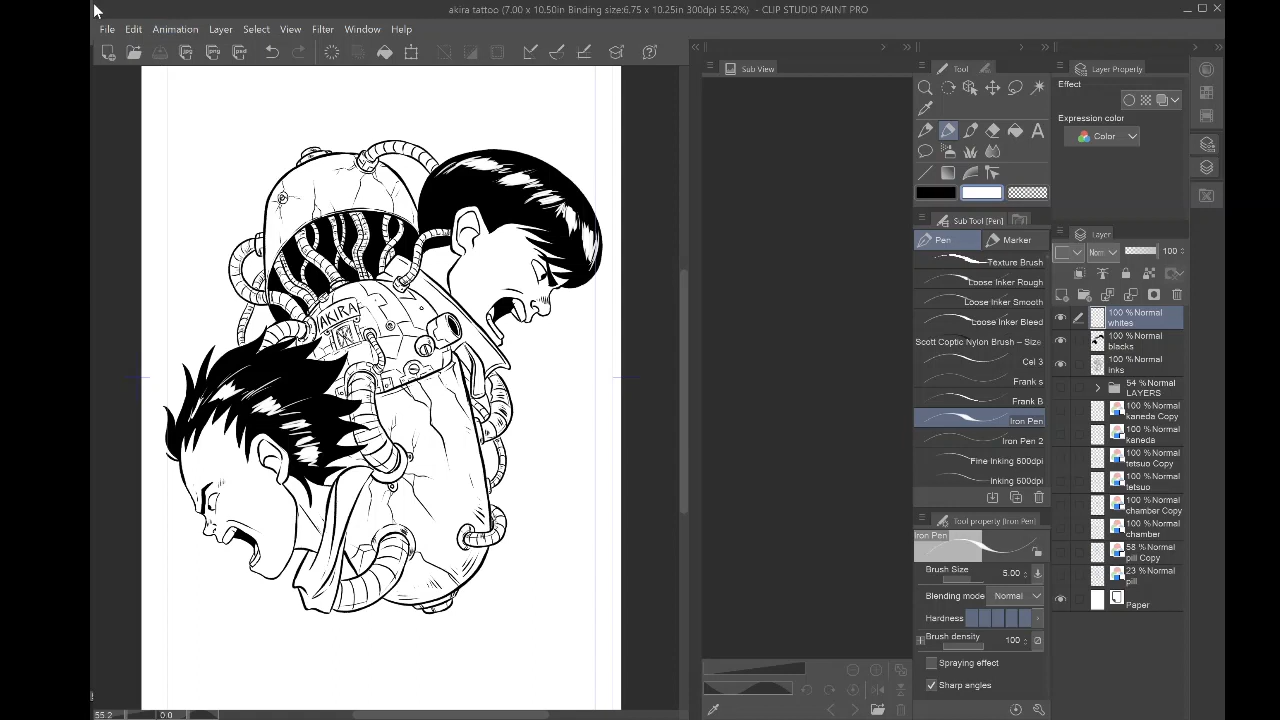 akira tattoo (7.00 x 10.50in Binding size:6.75 x 10.25in 300dpi 55.2%) - CLIP STUDIO PAINT PRO
File Edit Animation Layer Select View Filter Window Help
Sub View
Tool
Layer Property
Effect
Expression color
Color
Sub Tool [Pen]
Pen
Marker
Texture Brush
Loose Inker Rough
Loose Inker Smooth
Loose Inker Bleed
Scott Coptic Nylon Brush – Size
Cel 3
Frank s
Frank B
Iron Pen
Iron Pen 2
Fine Inking 600dpi
Inking 600dpi
Tool property [Iron Pen]
Iron Pen
Brush Size 5.00
Blending mode Normal
Hardness
Brush density 100
Spraying effect
Sharp angles
Layer
Norm 100
100 %Normal
whites
100 %Normal
blacks
100 %Normal
inks
54 %Normal
LAYERS
100 %Normal
kaneda Copy
100 %Normal
kaneda
100 %Normal
tetsuo Copy
100 %Normal
tetsuo
100 %Normal
chamber Copy
100 %Normal
chamber
58 %Normal
pill Copy
23 %Normal
pill
Paper
AKIRA
55.2 0.0